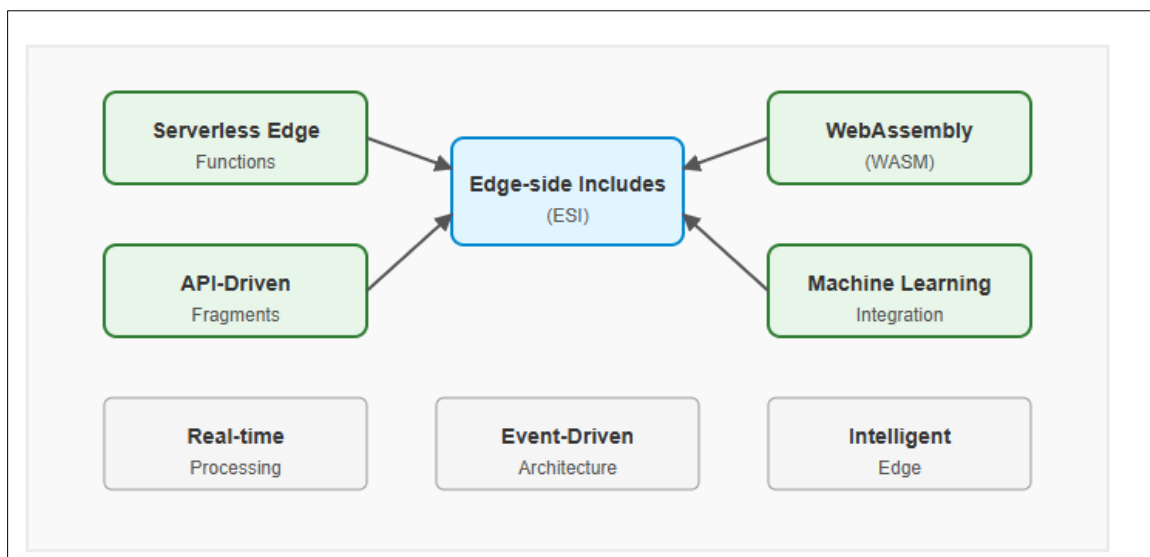 Serverless Edge
Functions
Edge-side Includes
(ESI)
WebAssembly
(WASM)
API-Driven
Fragments
Machine Learning
Integration
Real-time
Processing
Event-Driven
Architecture
Intelligent
Edge